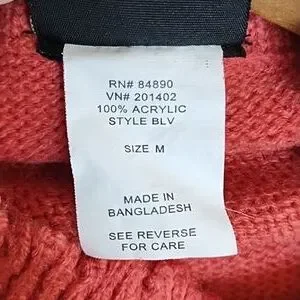 RN# 84890
VN# 201402
100% ACRYLIC
STYLE BLV
SIZE M
MADE IN
BANGLADESH
SEE REVERSE
FOR CARE